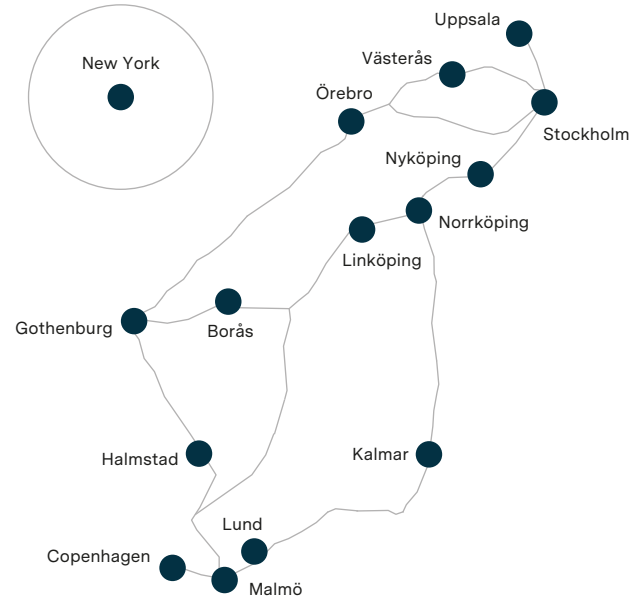 Uppsala
Västerås
New York
Örebro
Stockholm
Nyköping
Norrköping
Linköping
Gothenburg
Borås
Halmstad
Kalmar
Lund
Copenhagen
Malmö